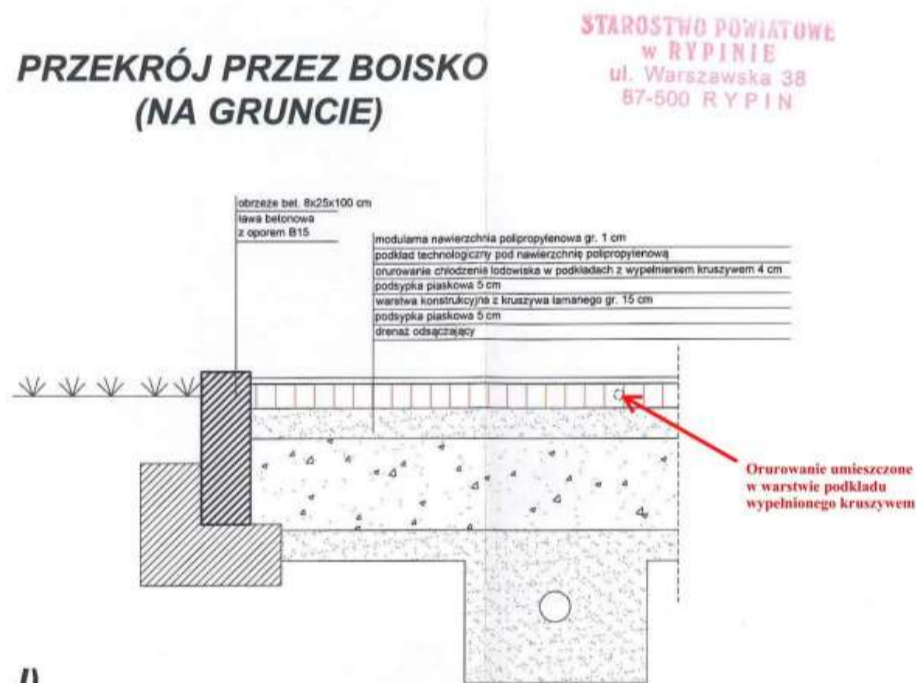 PRZEKRÓJ PRZEZ BOISKO
(NA GRUNCIE)
STAROSTWO POWIATOWE
w RYPINIE
ul. Warszawska 38
87-500 RYPIN
obrzeże bet. 8x25x100 cm
ława betonowa
z oporem B15
modularna nawierzchnia polipropylenowa gr. 1 cm
podkład technologiczny pod nawierzchnię polipropylenową
orurowanie chłodzenia lodowiska w podkładach z wypełnieniem kruszywem 4 cm
podsypka piaskowa 5 cm
warstwa konstrukcyjna z kruszywa łamanego gr. 15 cm
podsypka piaskowa 5 cm
drenaż odsączający
Orurowanie umieszczone
w warstwie podkładu
wypełnionego kruszywem